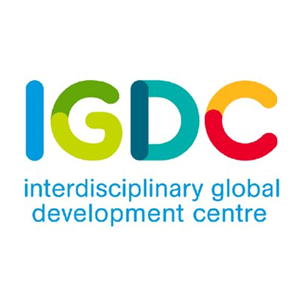 IGDC
interdisciplinary global
development centre